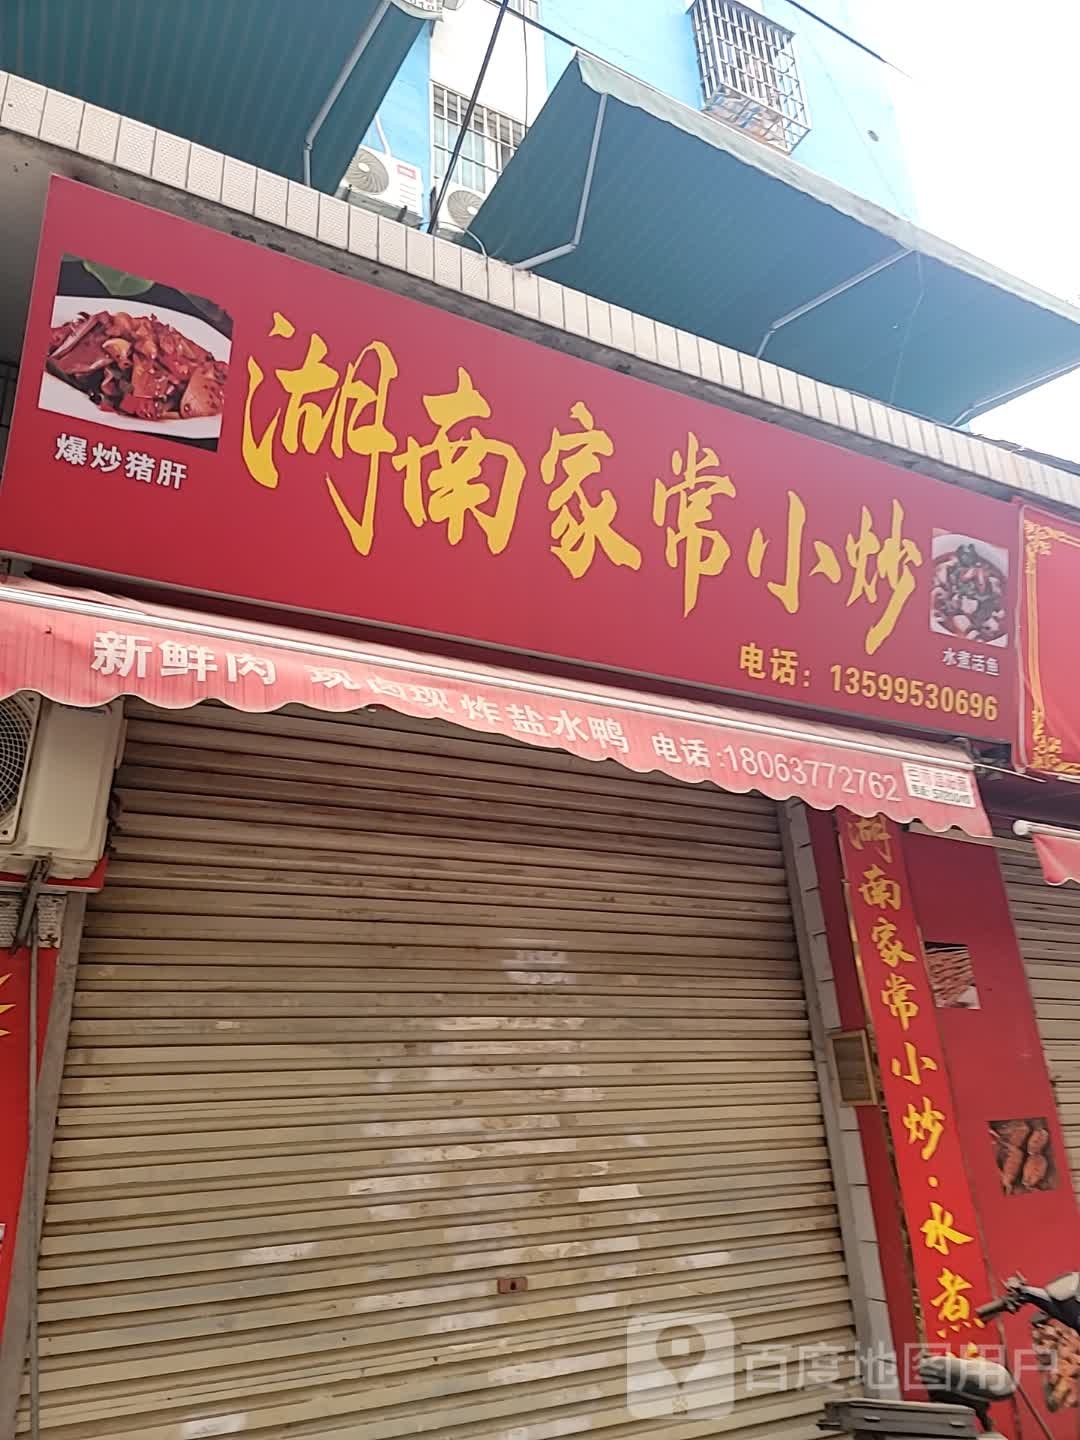 湖南家常小炒
爆炒猪肝
水煮活鱼
电话：13599530696
新鲜肉 现卤现炸盐水鸭 电话:18063772762
湖南家常小炒·水煮
百度地图用户